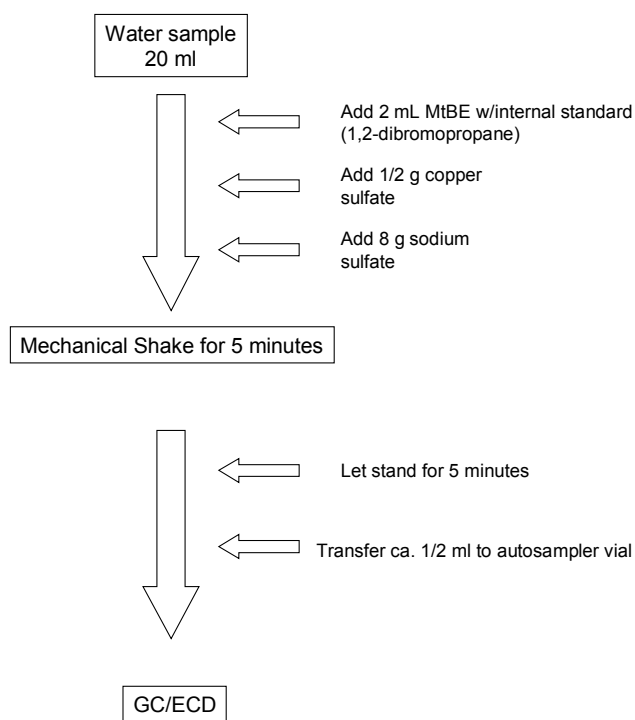 Water sample
20 ml
Add 2 mL MtBE w/internal standard
(1,2-dibromopropane)
Add 1/2 g copper
sulfate
Add 8 g sodium
sulfate
Mechanical Shake for 5 minutes
Let stand for 5 minutes
Transfer ca. 1/2 ml to autosampler vial
GC/ECD